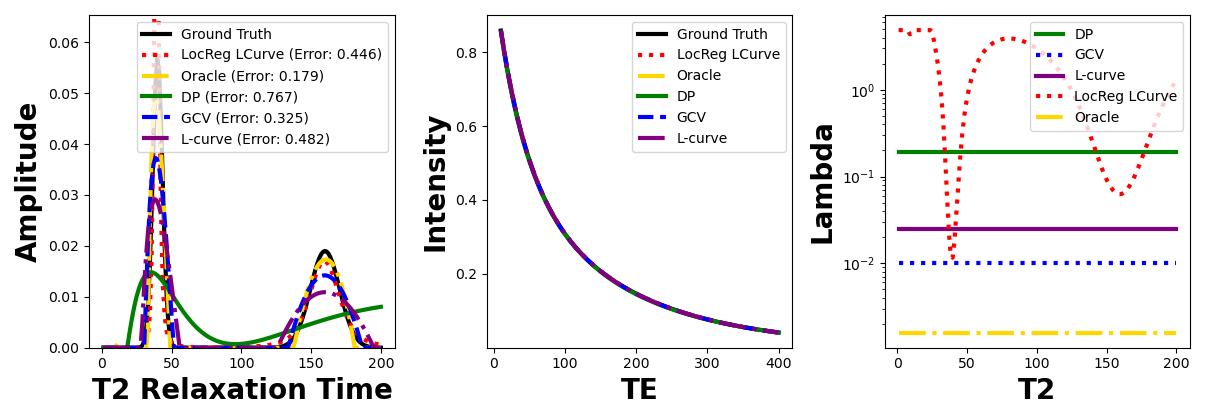 Amplitude
0.06
0.05
0.04
0.03
0.02
0.01
0.00
0 50 100 150 200
T2 Relaxation Time
Ground Truth
LocReg LCurve (Error: 0.446)
Oracle (Error: 0.179)
DP (Error: 0.767)
GCV (Error: 0.325)
L-curve (Error: 0.482)
Intensity
0.8
0.6
0.4
0.2
0 100 200 300 400
TE
Ground Truth
LocReg LCurve
Oracle
DP
GCV
L-curve
Lambda
10⁰
10⁻¹
10⁻²
0 50 100 150 200
T2
DP
GCV
L-curve
LocReg LCurve
Oracle